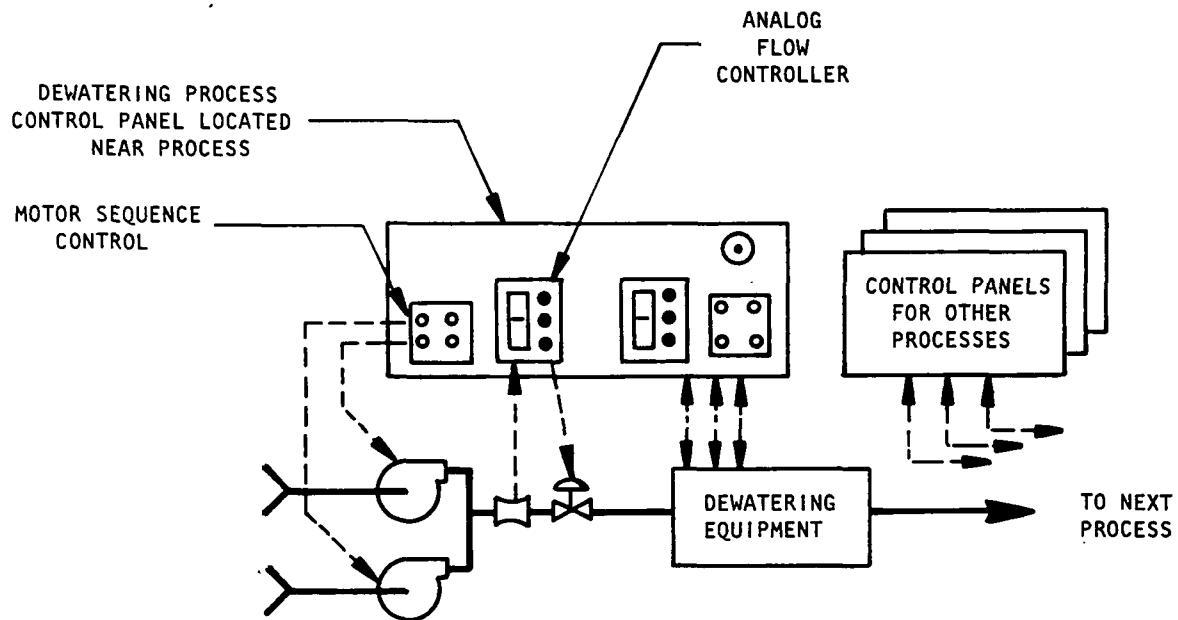 ANALOG
FLOW
CONTROLLER
DEWATERING PROCESS
CONTROL PANEL LOCATED
NEAR PROCESS
MOTOR SEQUENCE
CONTROL
CONTROL PANELS
FOR OTHER
PROCESSES
DEWATERING
EQUIPMENT
TO NEXT
PROCESS